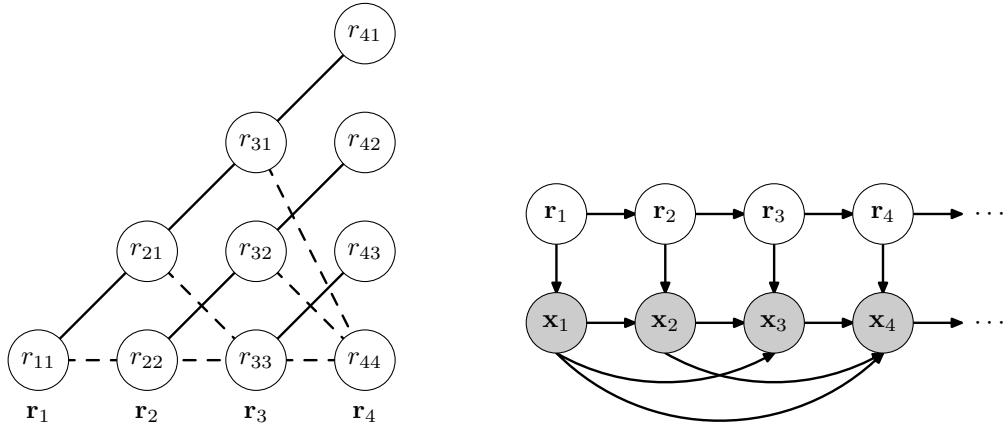 r₄₁
r₃₁ r₄₂
r₂₁ r₃₂ r₄₃
r₁₁ r₂₂ r₃₃ r₄₄
r₁ r₂ r₃ r₄
r₁ r₂ r₃ r₄ ⋯
x₁ x₂ x₃ x₄ ⋯